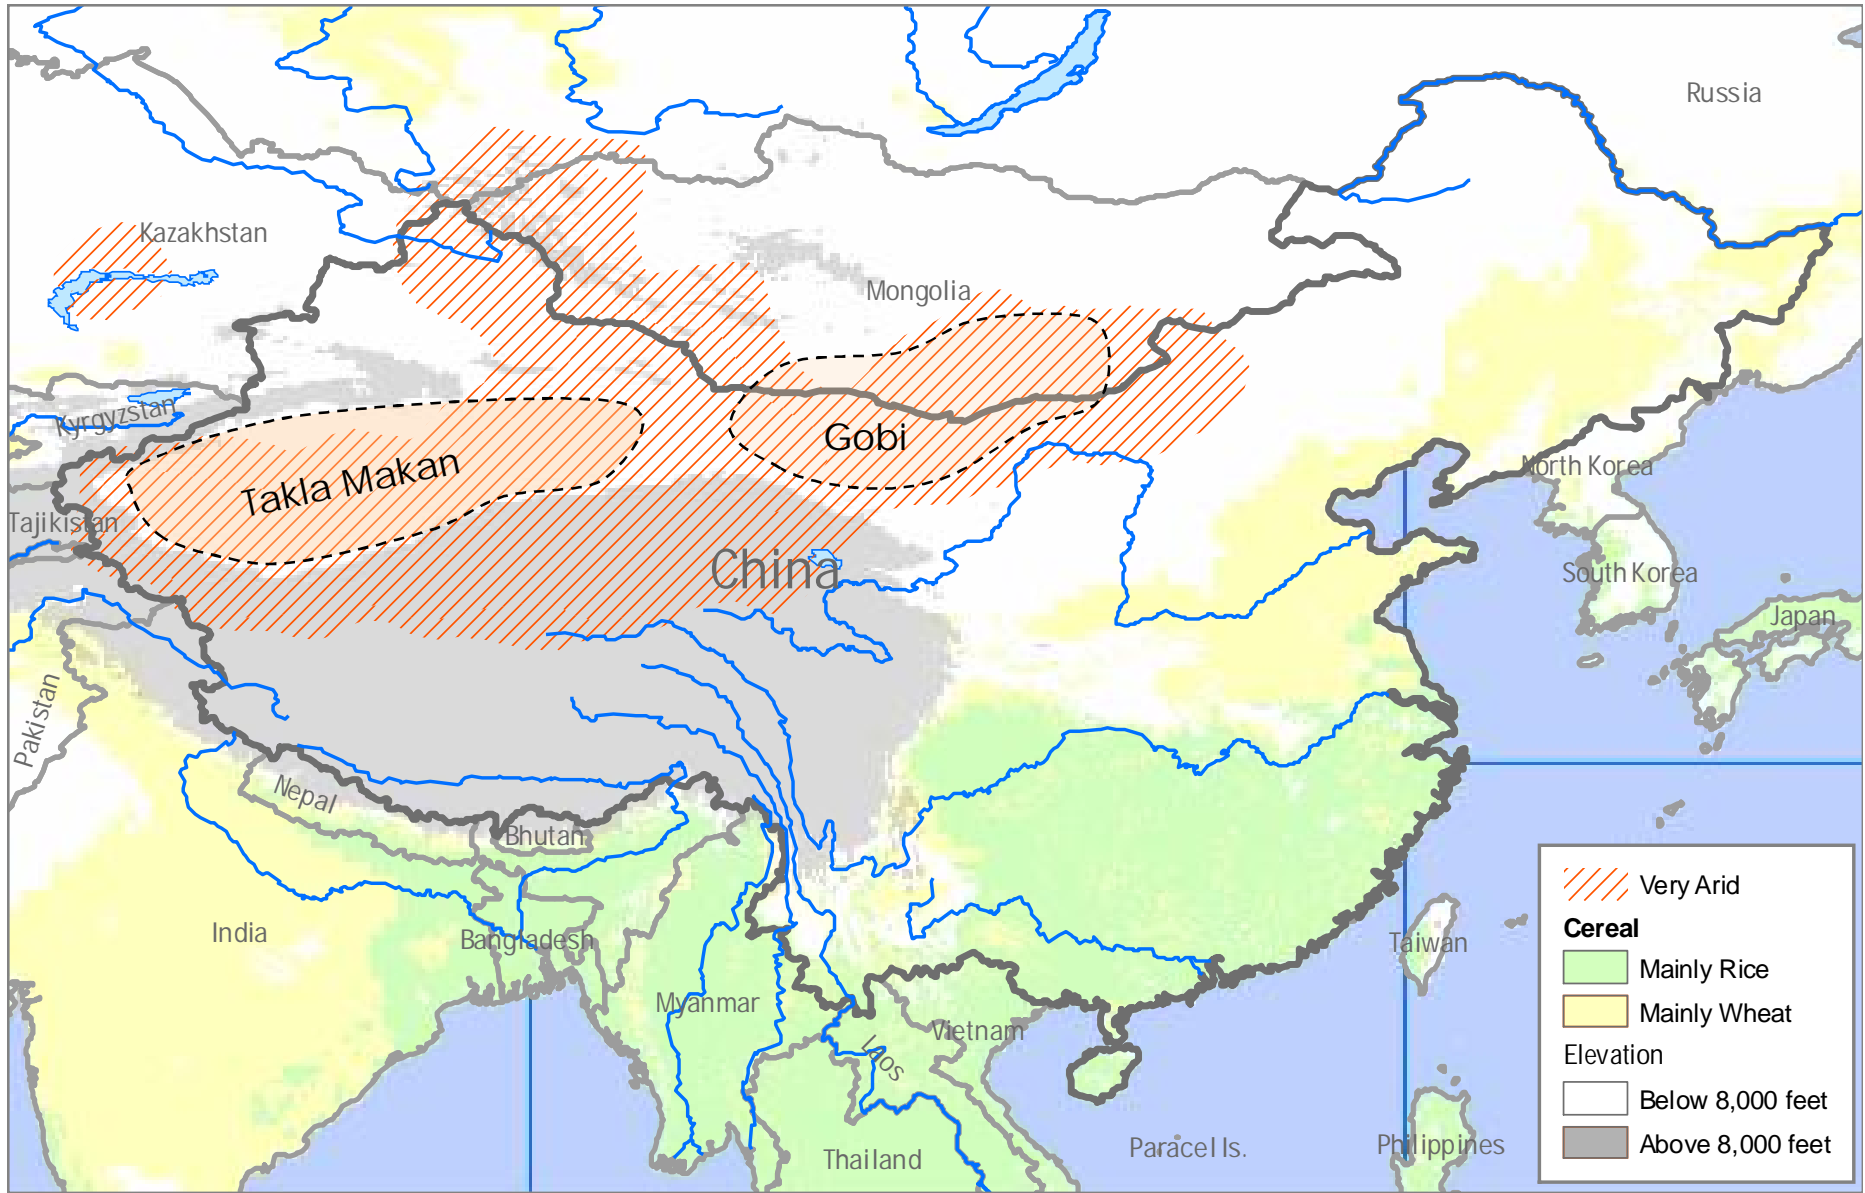 Russia
Kazakhstan
Mongolia
Kyrgyzstan
Gobi
Takla Makan
North Korea
Tajikistan
China
South Korea
Japan
Pakistan
Nepal
Bhutan
India
Bangladesh
Taiwan
Myanmar
Vietnam
Laos
Thailand
Paracel Is.
Philippines
Very Arid
Cereal
Mainly Rice
Mainly Wheat
Elevation
Below 8,000 feet
Above 8,000 feet